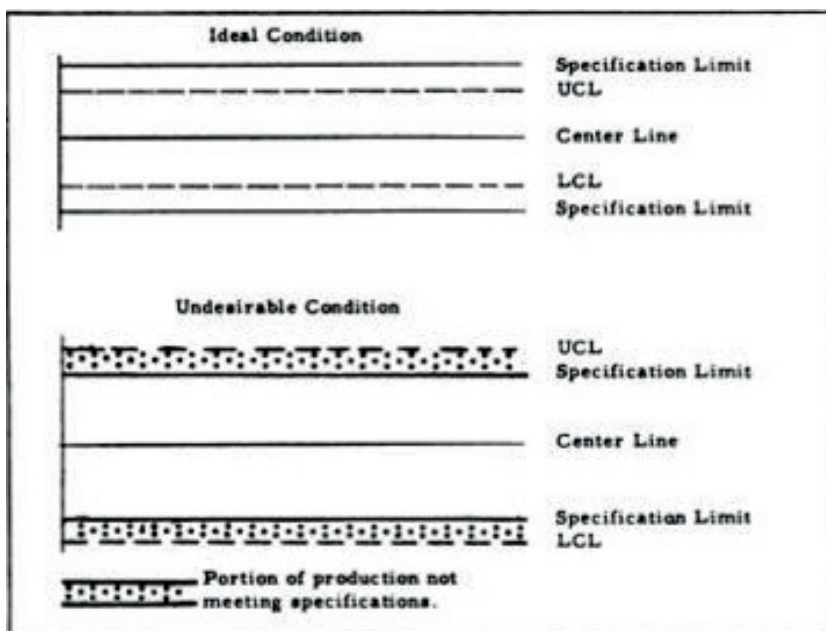 Ideal Condition
Specification Limit
UCL
Center Line
LCL
Specification Limit
Undesirable Condition
UCL
Specification Limit
Center Line
Specification Limit
LCL
Portion of production not
meeting specifications.